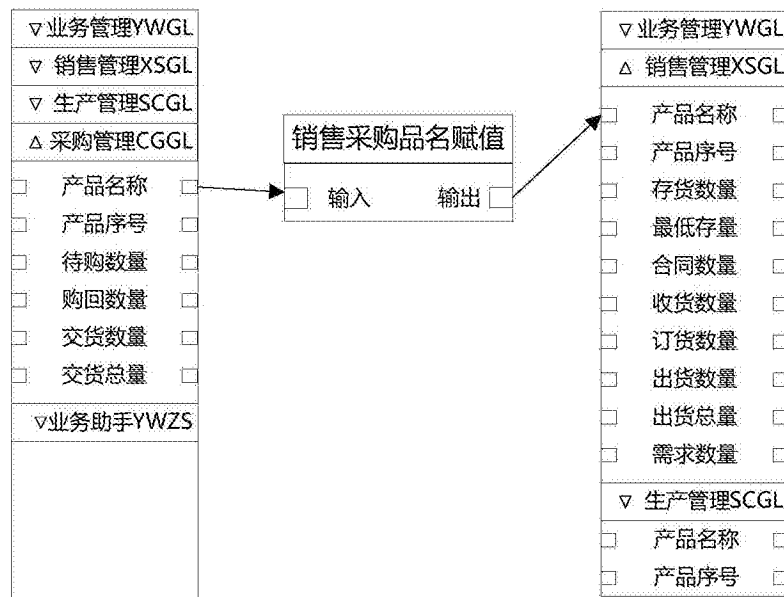 ▽业务管理YWGL
▽ 销售管理XSGL
▽ 生产管理SCGL
△ 采购管理CGGL
产品名称
产品序号
待购数量
购回数量
交货数量
交货总量
▽业务助手YWZS
销售采购品名赋值
输入 输出
▽ 业务管理YWGL
△ 销售管理XSGL
产品名称
产品序号
存货数量
最低存量
合同数量
收货数量
订货数量
出货数量
出货总量
需求数量
▽ 生产管理SCGL
产品名称
产品序号